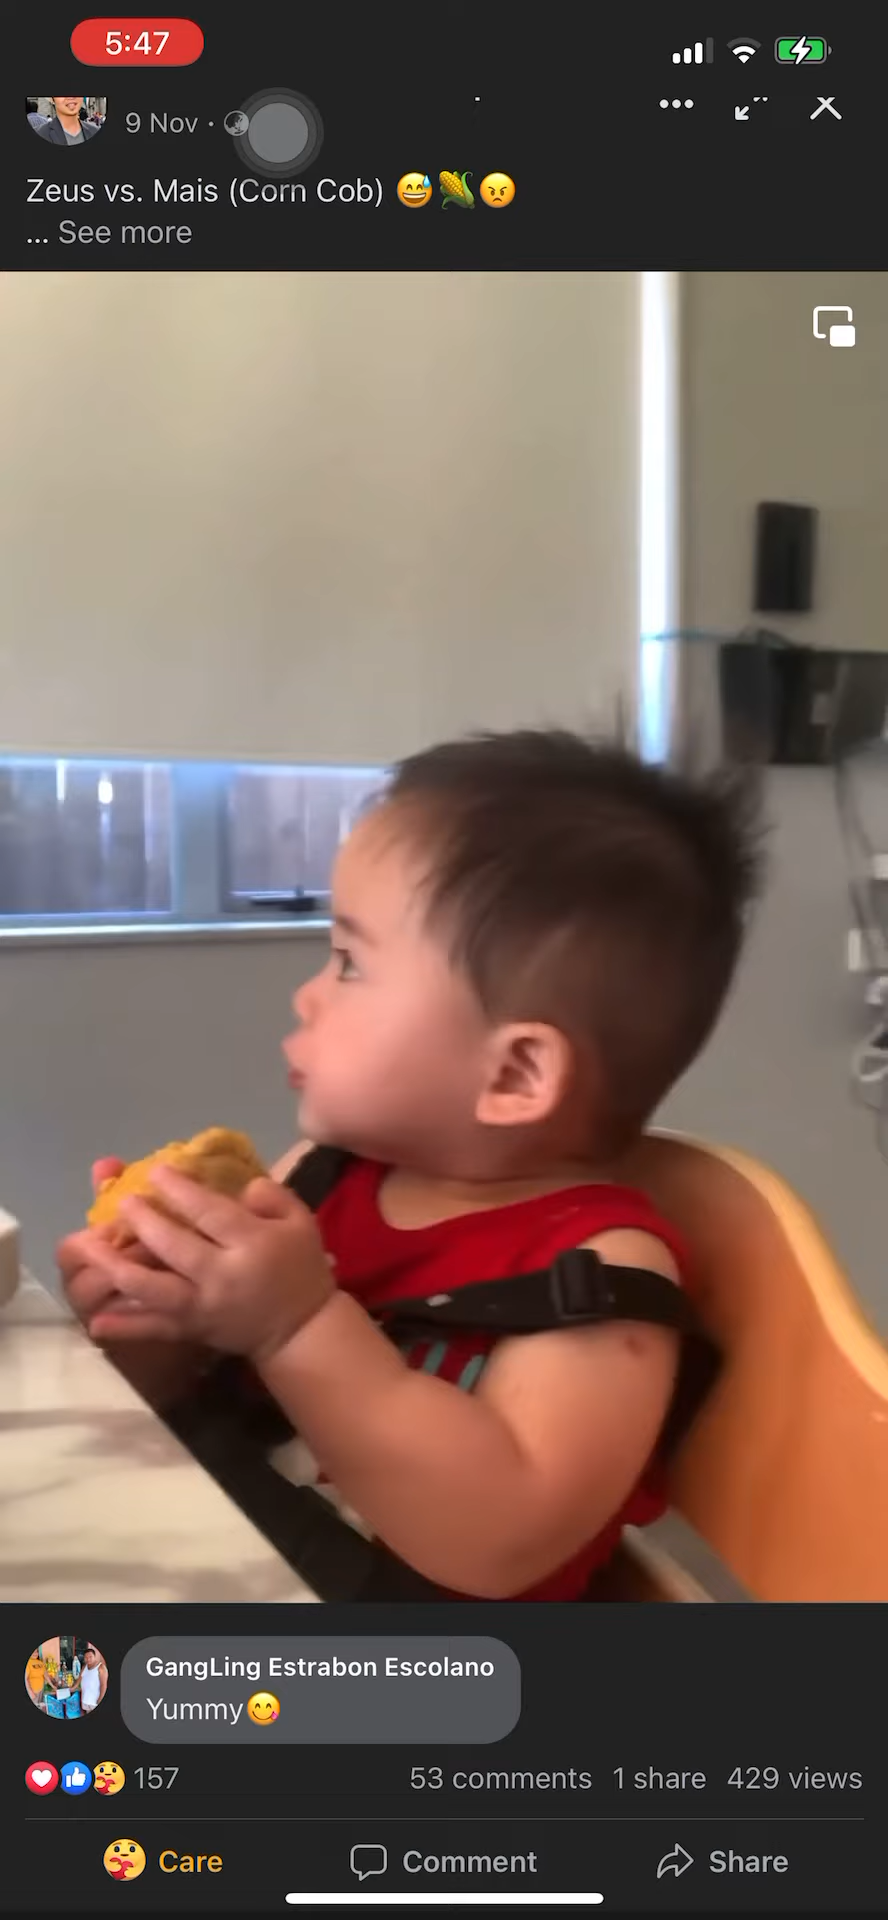 5:47
9 Nov ·
Zeus vs. Mais (Corn Cob) 😅🌽😠
... See more
GangLing Estrabon Escolano
Yummy😋
157
53 comments 1 share 429 views
Care
Comment
Share